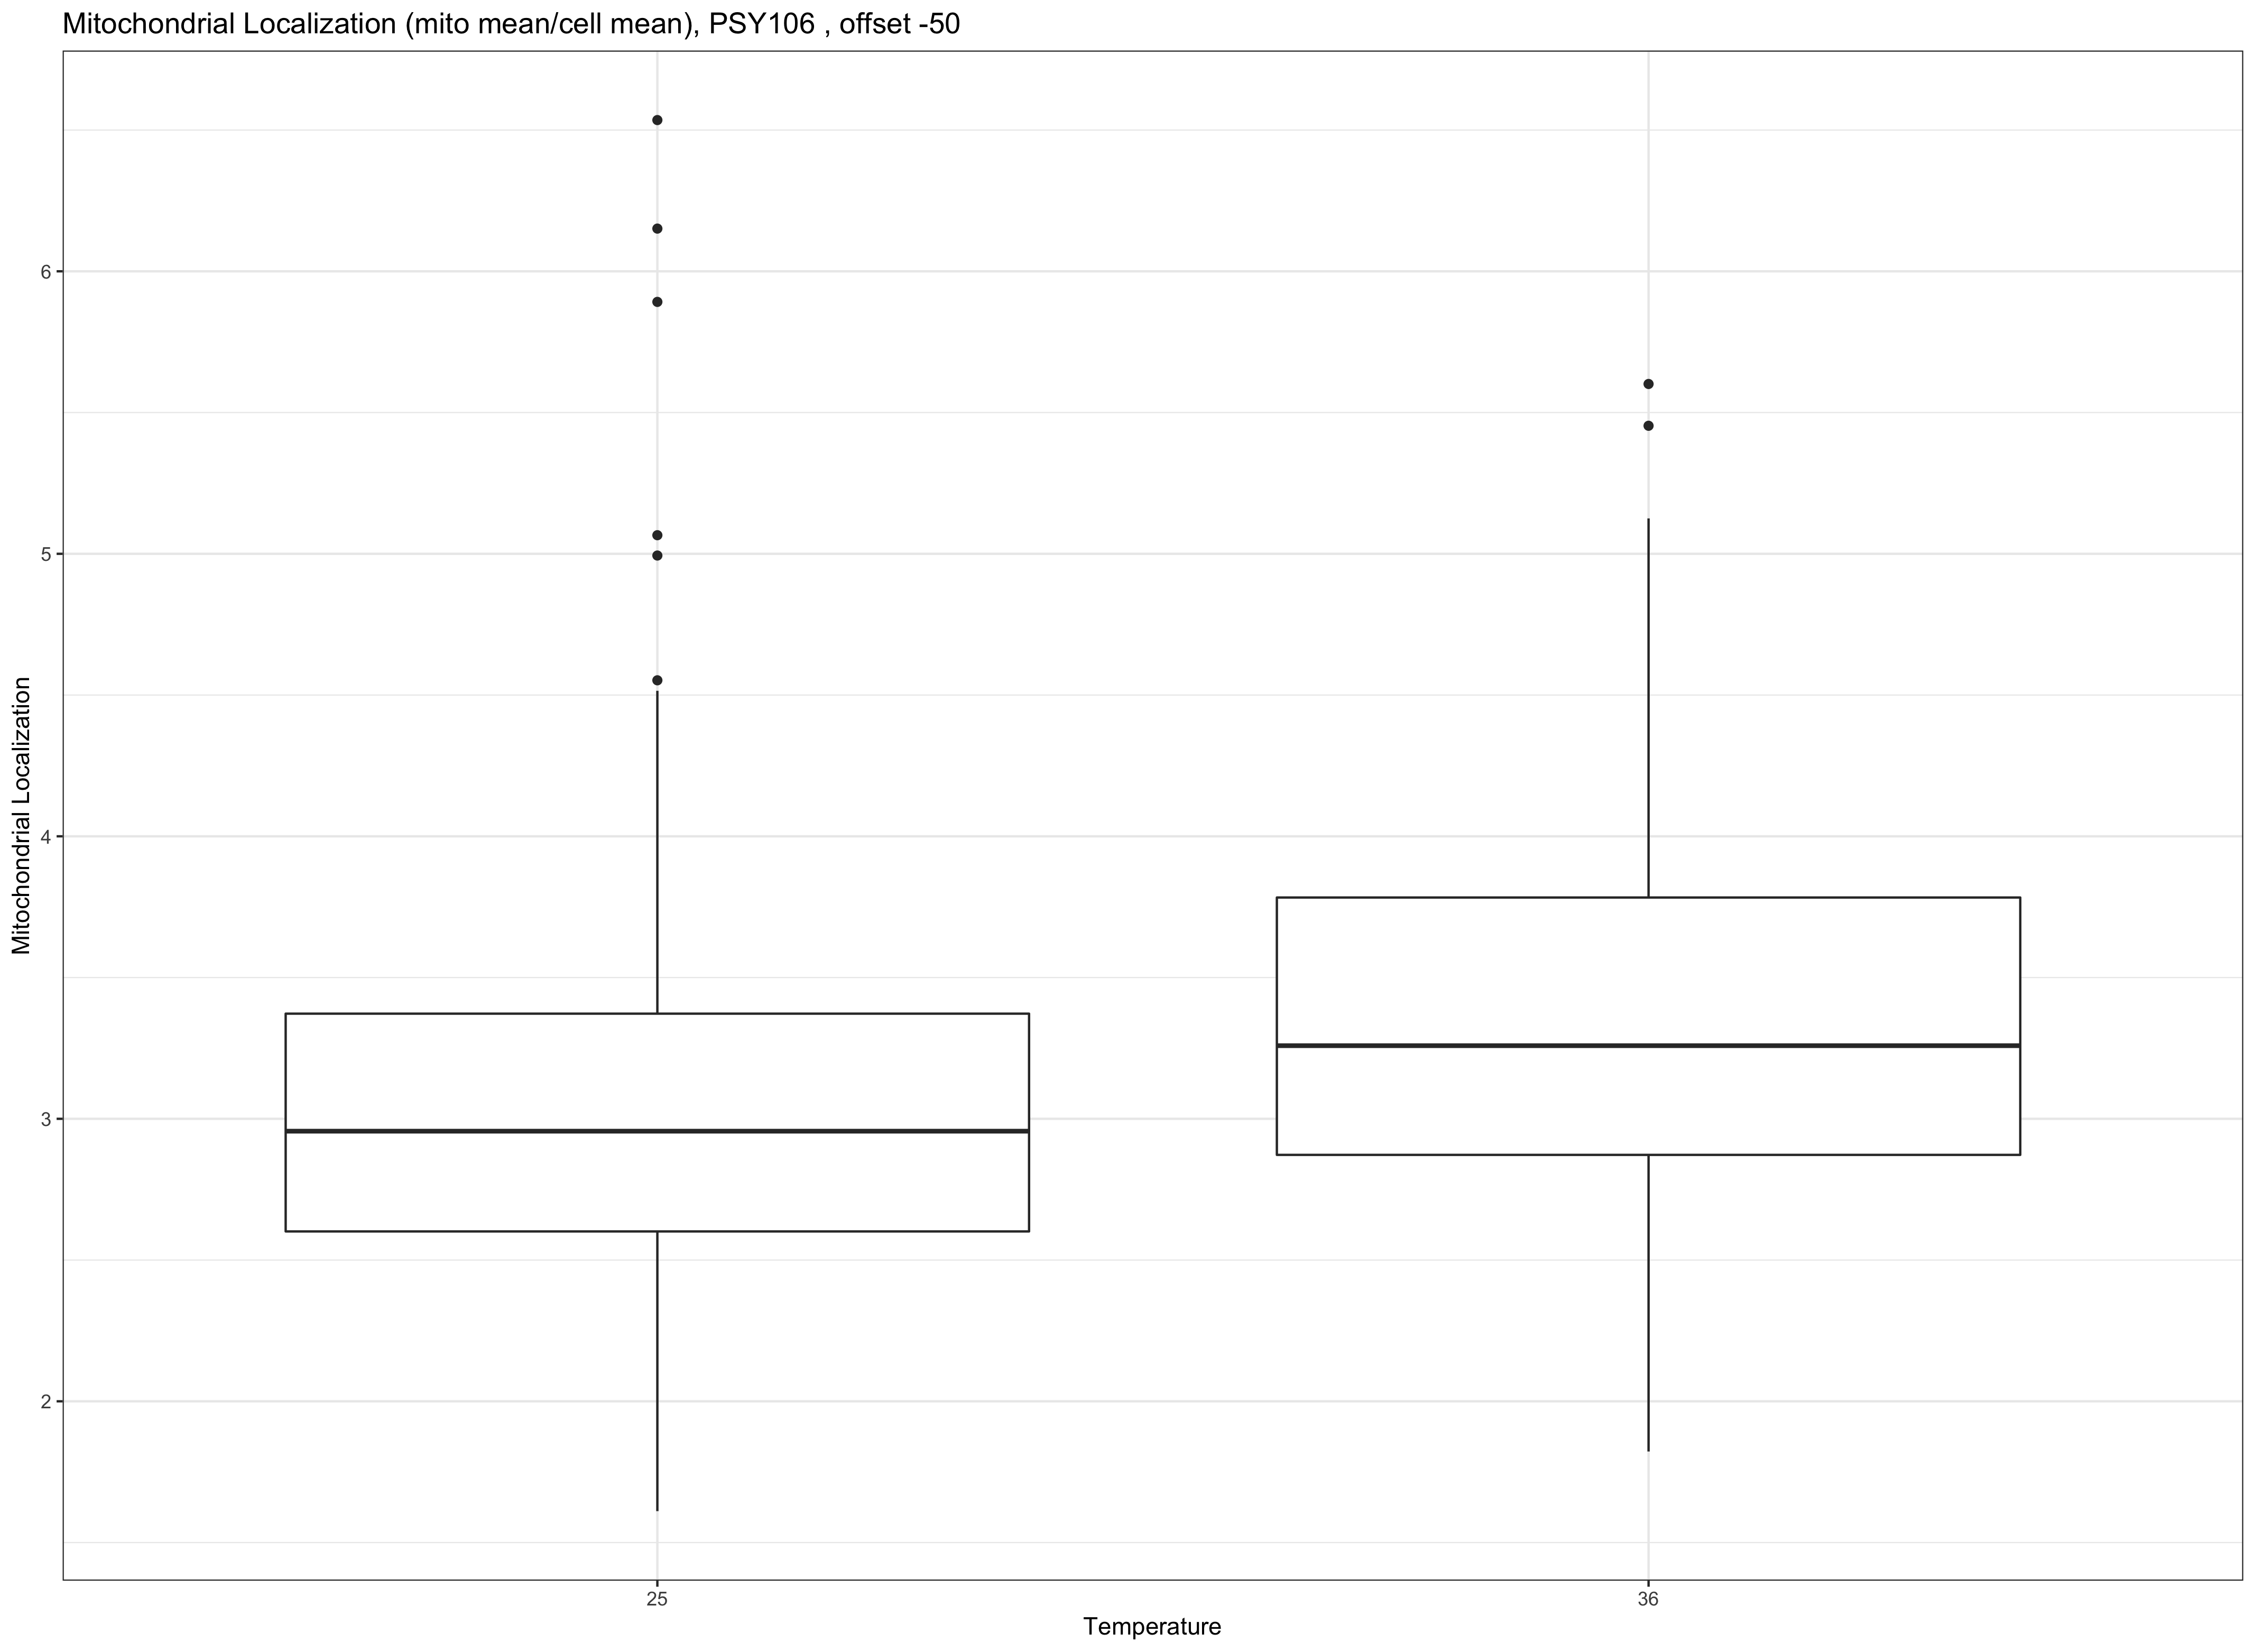 Mitochondrial Localization (mito mean/cell mean), PSY106 , offset -50
Mitochondrial Localization
6
5
4
3
2
25
36
Temperature